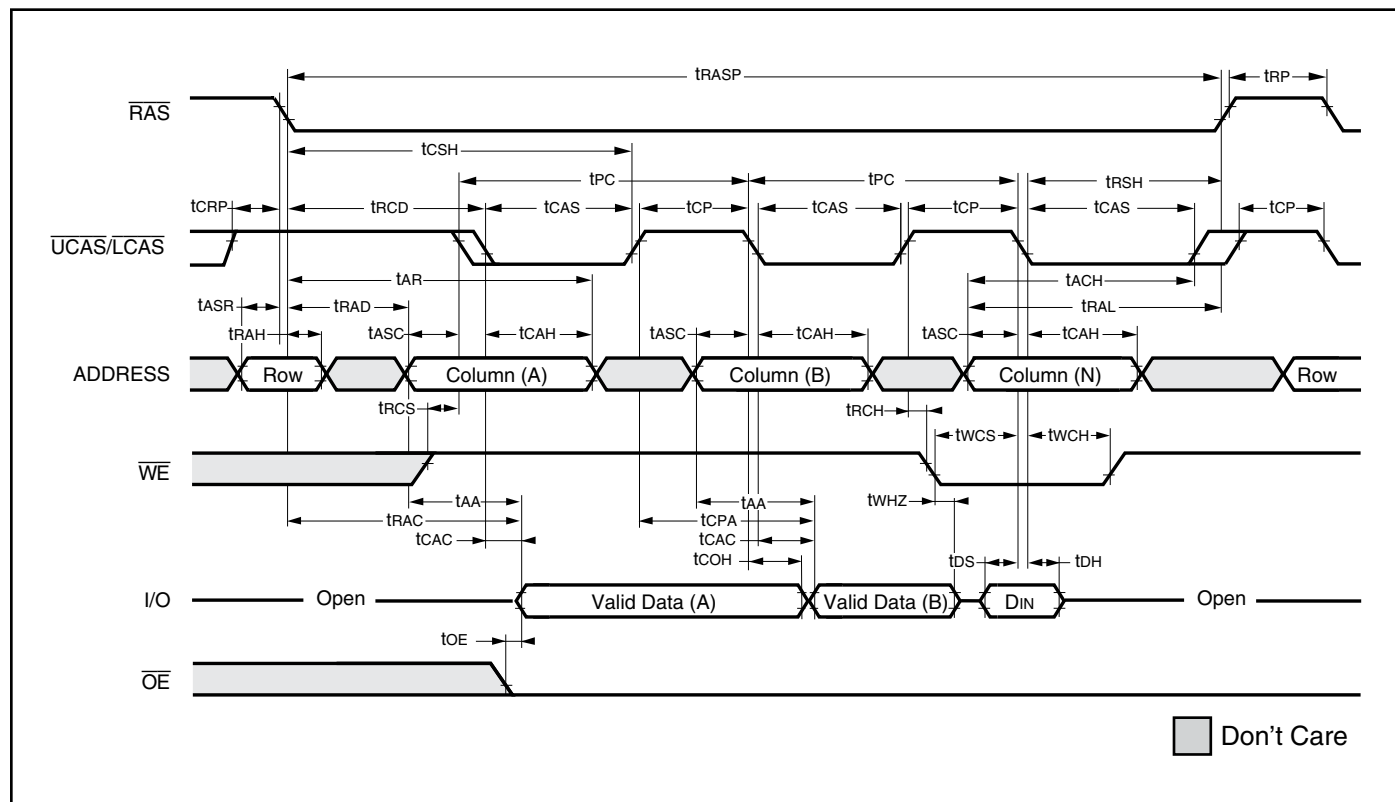 tRASP
tRP
RAS
tCSH
tPC
tPC
tRSH
tCRP
tRCD
tCAS
tCP
tCAS
tCP
tCAS
tCP
UCAS/LCAS
tAR
tACH
tASR
tRAD
tRAL
tRAH
tASC
tCAH
tASC
tCAH
tASC
tCAH
ADDRESS
Row
Column (A)
Column (B)
Column (N)
Row
tRCS
tRCH
tWCS
tWCH
WE
tAA
tAA
tWHZ
tRAC
tCPA
tCAC
tCAC
tCOH
tDS
tDH
I/O
Open
Valid Data (A)
Valid Data (B)
DIN
Open
tOE
OE
Don't Care